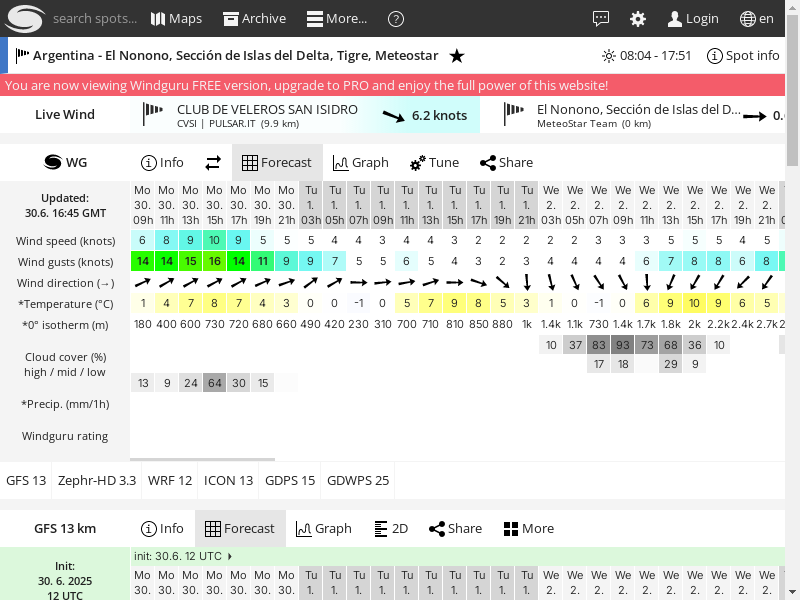 search spots... Maps Archive More... ? Login en
Argentina - El Nonono, Sección de Islas del Delta, Tigre, Meteostar ★ 08:04 - 17:51 Spot info
You are now viewing Windguru FREE version, upgrade to PRO and enjoy the full power of this website!
Live Wind
CLUB DE VELEROS SAN ISIDRO
CVSI | PULSAR.IT (9.9 km)
6.2 knots
El Nonono, Sección de Islas del D...
MeteoStar Team (0 km)
0.
WG Info Forecast Graph Tune Share
Updated:
30.6. 16:45 GMT
Mo Mo Mo Mo Mo Mo Mo Tu Tu Tu Tu Tu Tu Tu Tu Tu Tu We We We We We We We We We We
30. 30. 30. 30. 30. 30. 30. 1. 1. 1. 1. 1. 1. 1. 1. 1. 1. 2. 2. 2. 2. 2. 2. 2. 2. 2. 2.
09h 11h 13h 15h 17h 19h 21h 03h 05h 07h 09h 11h 13h 15h 17h 19h 21h 03h 05h 07h 09h 11h 13h 15h 17h 19h 21h
Wind speed (knots) 6 8 9 10 9 5 5 5 4 4 3 4 4 3 2 2 3 4 3 3 3 3 5 5 5 4 5
Wind gusts (knots) 14 14 15 16 14 11 9 9 7 5 5 6 5 4 3 2 3 4 4 3 4 6 7 8 8 6 8
Wind direction (→)
*Temperature (°C) 1 4 7 8 7 4 3 0 0 -1 0 5 7 9 8 5 3 1 0 -1 0 6 9 10 9 6 5
*0° isotherm (m) 180 400 600 730 720 680 660 490 420 230 310 700 710 810 850 880 1k 1.4k 1.1k 730 1.4k 1.7k 1.8k 2k 2.2k 2.4k 2.7k
Cloud cover (%)
high / mid / low
10 37 83 93 73 68 36 10
17 18 29 9
13 9 24 64 30 15
*Precip. (mm/1h)
Windguru rating
GFS 13 Zephr-HD 3.3 WRF 12 ICON 13 GDPS 15 GDWPS 25
GFS 13 km Info Forecast Graph 2D Share More
init: 30.6. 12 UTC
Init:
30. 6. 2025
12 UTC
Mo Mo Mo Mo Mo Mo Mo Tu Tu Tu Tu Tu Tu Tu Tu Tu Tu We We We We We We We We We We
30. 30. 30. 30. 30. 30. 30. 1. 1. 1. 1. 1. 1. 1. 1. 1. 1. 2. 2. 2. 2. 2. 2. 2. 2. 2. 2.